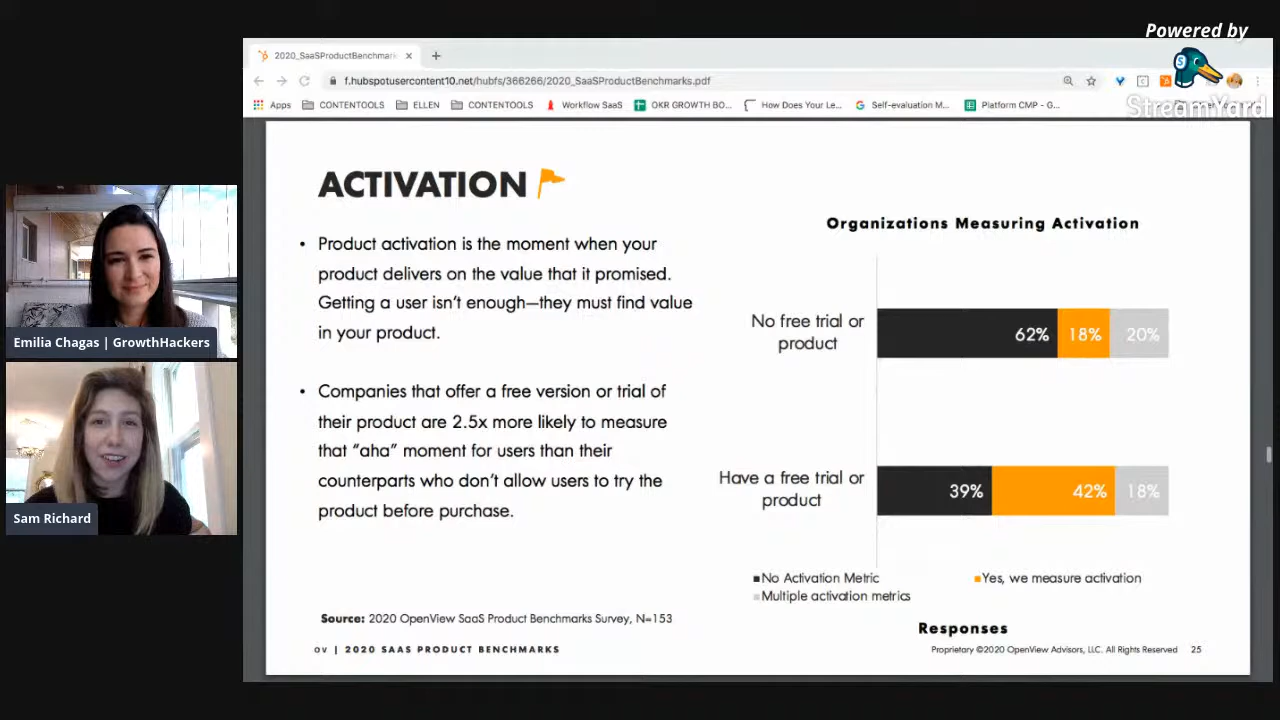 Powered by
StreamYard
2020_SaaSProductBenchmark
f.hubspotusercontent10.net/hubfs/366266/2020_SaaSProductBenchmarks.pdf
Apps CONTENTOOLS ELLEN CONTENTOOLS Workflow SaaS OKR GROWTH BO... How Does Your Le... Self-evaluation M... Platform CMP - G...
ACTIVATION
• Product activation is the moment when your
product delivers on the value that it promised.
Getting a user isn't enough—they must find value
in your product.
• Companies that offer a free version or trial of
their product are 2.5x more likely to measure
that "aha" moment for users than their
counterparts who don't allow users to try the
product before purchase.
Source: 2020 OpenView SaaS Product Benchmarks Survey, N=153
OV | 2020 SAAS PRODUCT BENCHMARKS
Organizations Measuring Activation
No free trial or
product
62% 18% 20%
Have a free trial or
product
39% 42% 18%
No Activation Metric Yes, we measure activation
Multiple activation metrics
Responses
Proprietary ©2020 OpenView Advisors, LLC. All Rights Reserved 25
Emilia Chagas | GrowthHackers
Sam Richard